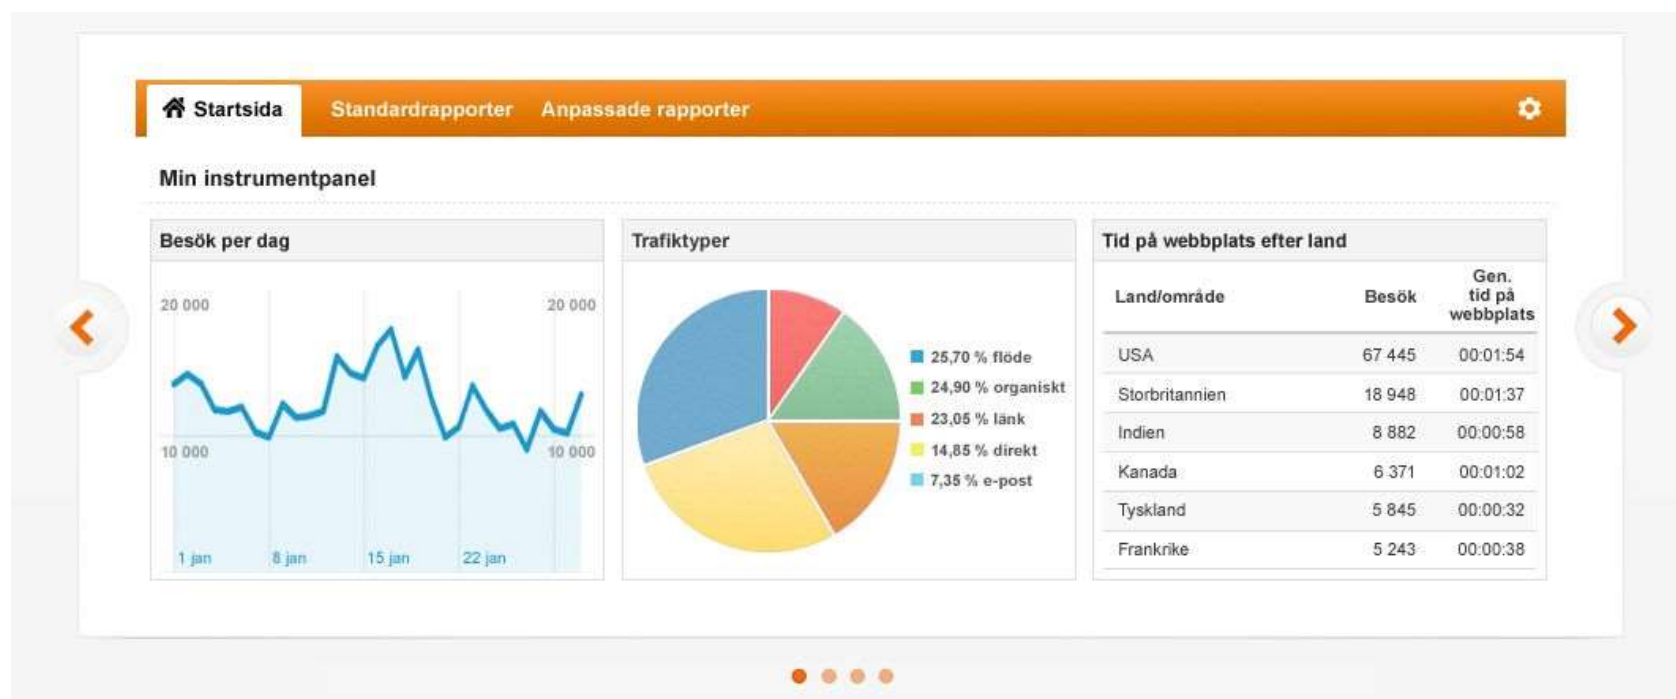 Startsida Standardrapporter Anpassade rapporter
Min instrumentpanel
Besök per dag
20 000 20 000
10 000 10 000
1 jan 8 jan 15 jan 22 jan
Trafiktyper
25,70 % flöde
24,90 % organiskt
23,05 % länk
14,85 % direkt
7,35 % e-post
Tid på webbplats efter land
Land/område Besök Gen. tid på webbplats
USA 67 445 00:01:54
Storbritannien 18 948 00:01:37
Indien 8 882 00:00:58
Kanada 6 371 00:01:02
Tyskland 5 845 00:00:32
Frankrike 5 243 00:00:38